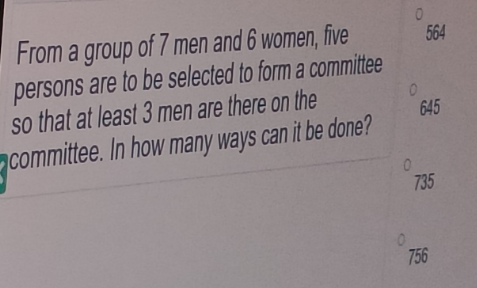 From a group of 7 men and 6 women, five
persons are to be selected to form a committee
so that at least 3 men are there on the
committee. In how many ways can it be done?
564
645
735
756